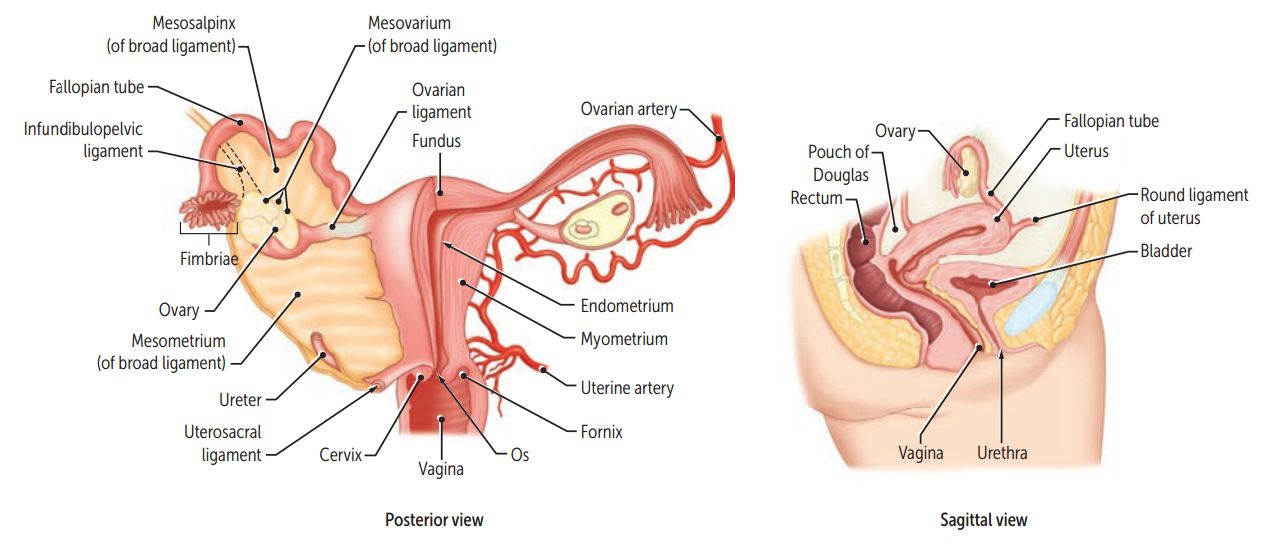 Mesosalpinx
(of broad ligament)
Mesovarium
(of broad ligament)
Fallopian tube
Infundibulopelvic
ligament
Ovarian
ligament
Fundus
Ovarian artery
Fimbriae
Ovary
Mesometrium
(of broad ligament)
Ureter
Uterosacral
ligament
Cervix
Vagina
Os
Endometrium
Myometrium
Uterine artery
Fornix
Posterior view
Ovary
Pouch of
Douglas
Rectum
Fallopian tube
Uterus
Round ligament
of uterus
Bladder
Vagina
Urethra
Sagittal view